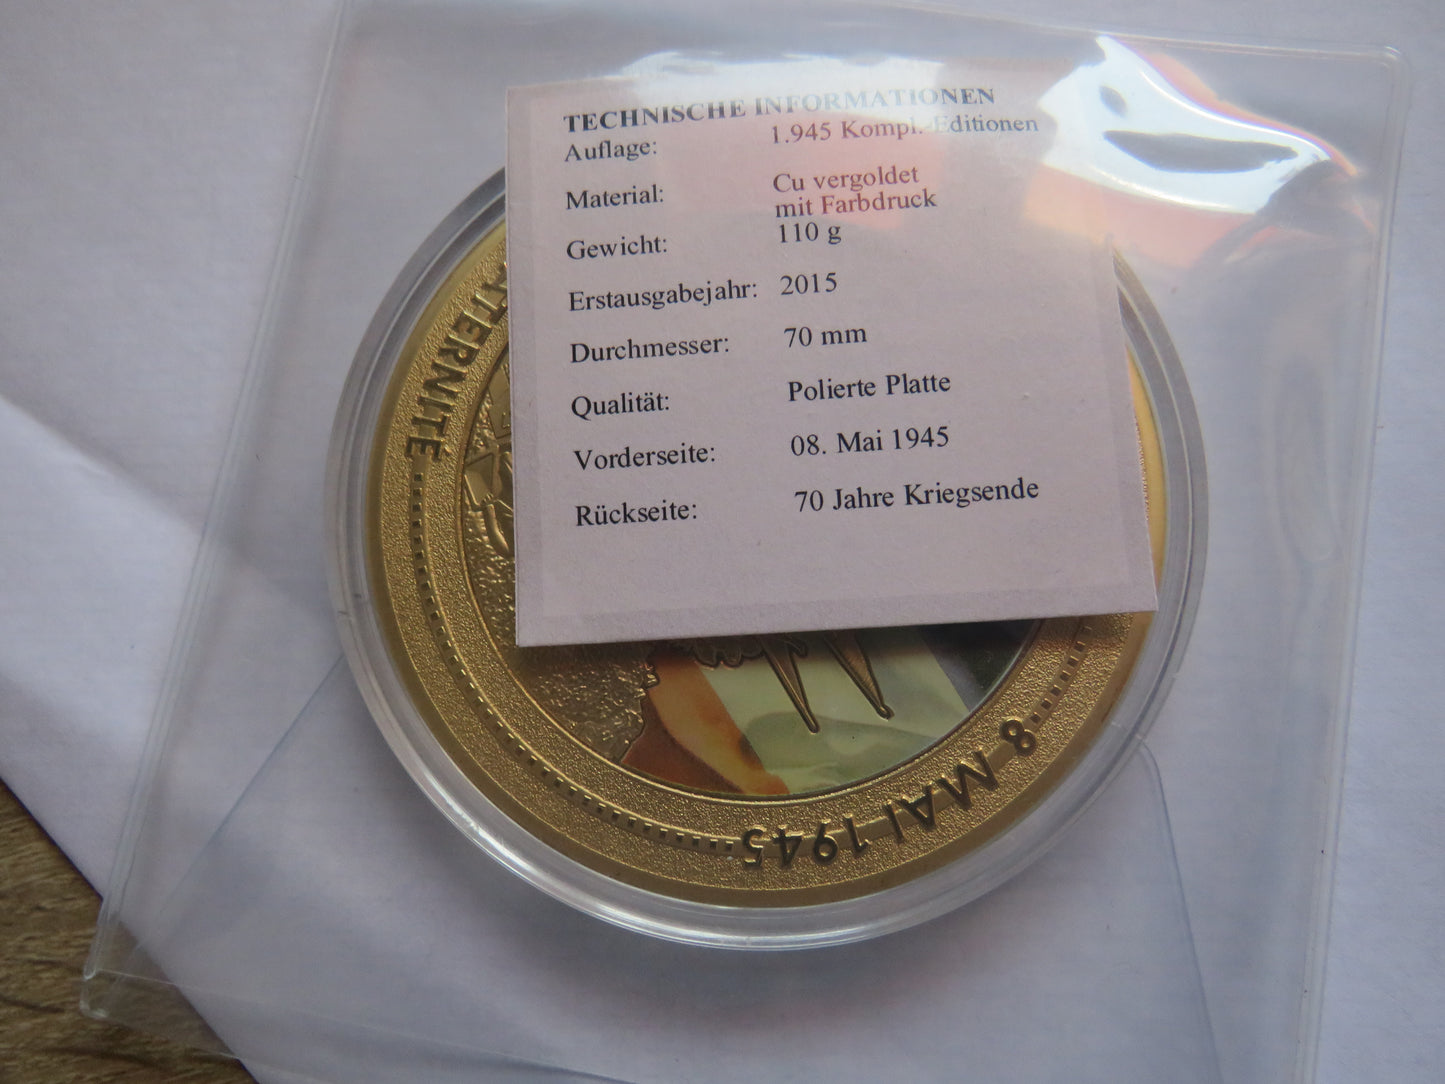 TECHNISCHE INFORMATIONEN
Auflage: 1.945 Kompl.-Editionen
Material: Cu vergoldet
mit Farbdruck
Gewicht: 110 g
Erstausgabejahr: 2015
Durchmesser: 70 mm
Qualität: Polierte Platte
Vorderseite: 08. Mai 1945
Rückseite: 70 Jahre Kriegsende
8 MAI 1945